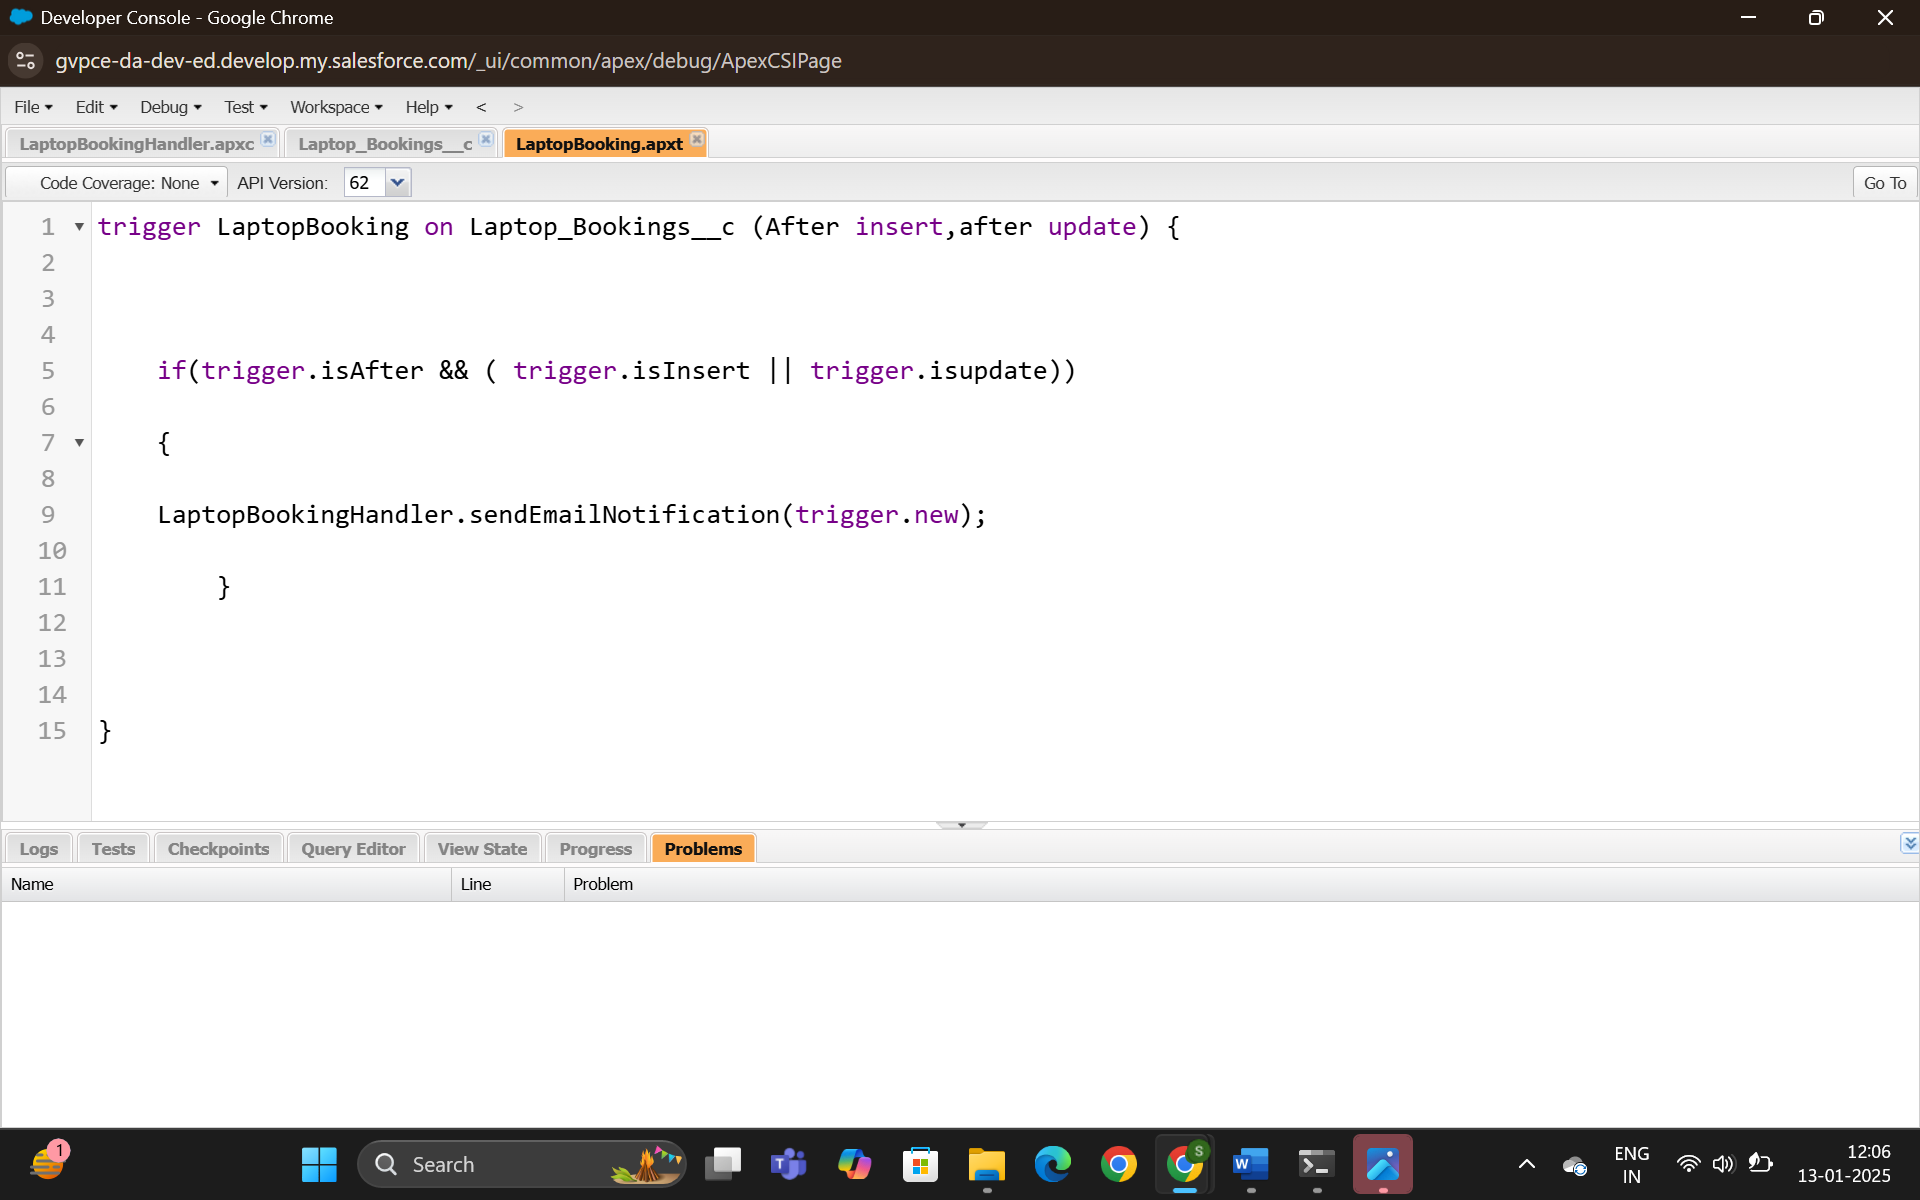 Developer Console - Google Chrome
gvpce-da-dev-ed.develop.my.salesforce.com/_ui/common/apex/debug/ApexCSIPage
File Edit Debug Test Workspace Help < >
LaptopBookingHandler.apxc Laptop_Bookings__c LaptopBooking.apxt
Code Coverage: None API Version: 62 Go To
1 trigger LaptopBooking on Laptop_Bookings__c (After insert,after update) {
2
3
4
5 if(trigger.isAfter && ( trigger.isInsert || trigger.isupdate))
6
7 {
8
9 LaptopBookingHandler.sendEmailNotification(trigger.new);
10
11 }
12
13
14
15 }
Logs Tests Checkpoints Query Editor View State Progress Problems
Name Line Problem
1 Search T S W ENG 12:06
IN 13-01-2025